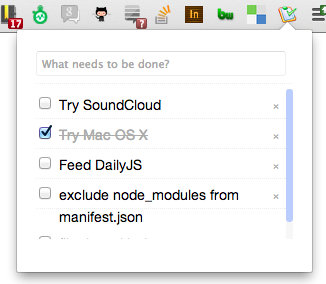 17
8
?
In
bw
What needs to be done?
Try SoundCloud ×
Try Mac OS X ×
Feed DailyJS ×
exclude node_modules from ×
manifest.json